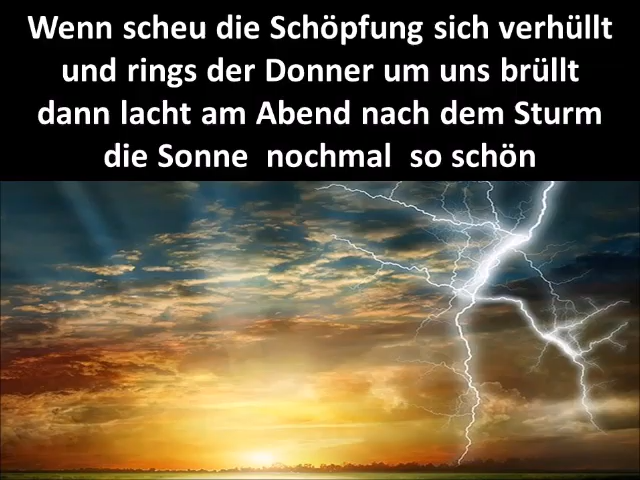 Wenn scheu die Schöpfung sich verhüllt
und rings der Donner um uns brüllt
dann lacht am Abend nach dem Sturm
die Sonne nochmal so schön